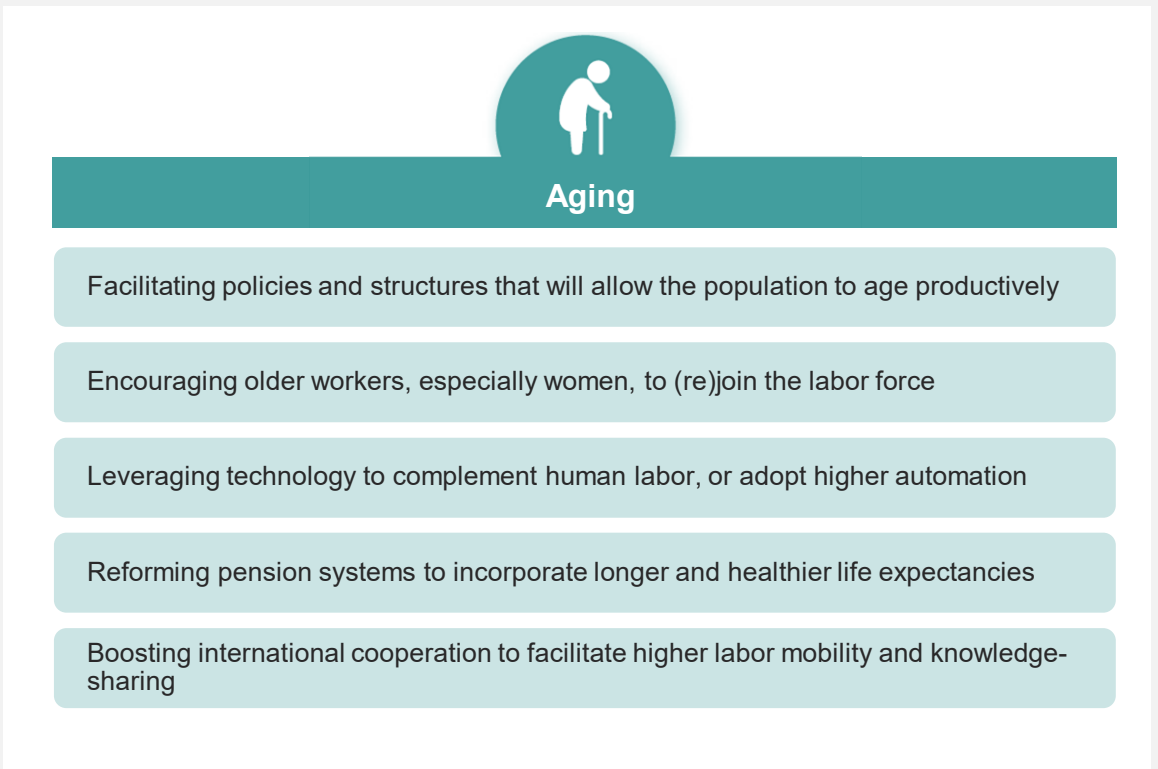 Aging
Facilitating policies and structures that will allow the population to age productively
Encouraging older workers, especially women, to (re)join the labor force
Leveraging technology to complement human labor, or adopt higher automation
Reforming pension systems to incorporate longer and healthier life expectancies
Boosting international cooperation to facilitate higher labor mobility and knowledge-
sharing